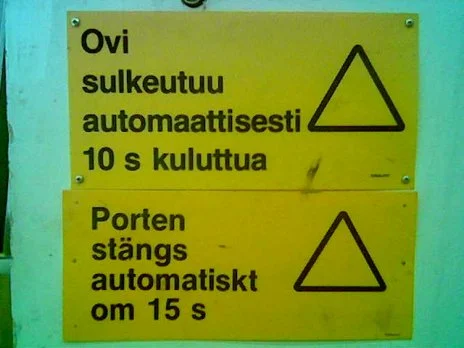 Ovi
sulkeutuu
automaattisesti
10 s kuluttua
Porten
stängs
automatiskt
om 15 s